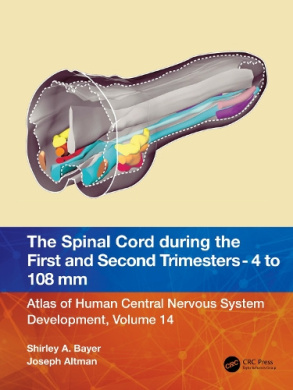 The Spinal Cord during the
First and Second Trimesters - 4 to
108 mm
Atlas of Human Central Nervous System
Development, Volume 14
Shirley A. Bayer
Joseph Altman
CRC
CRC Press